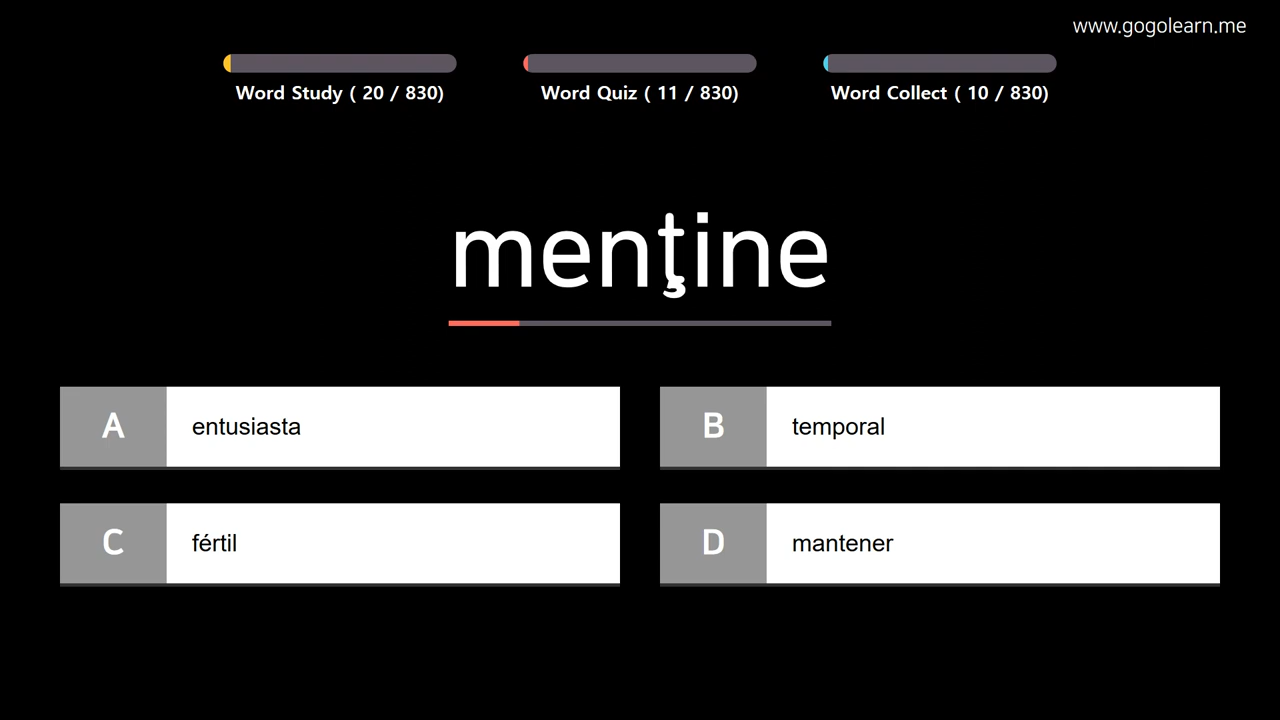 www.gogolearn.me
Word Study ( 20 / 830)
Word Quiz ( 11 / 830)
Word Collect ( 10 / 830)
menţine
A entusiasta
B temporal
C fértil
D mantener